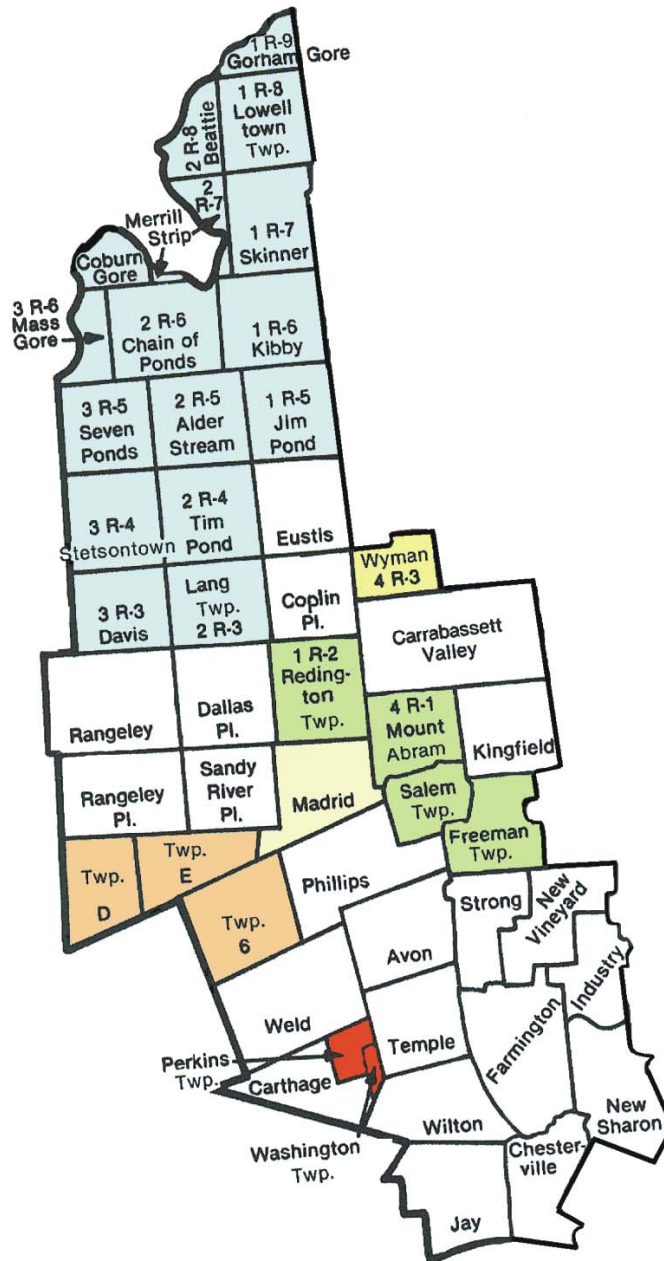 1 R-9
Gorham Gore
1 R-8
Lowell
town
Twp.
2 R-8
Beattie
2
R-7
Merrill
Strip
1 R-7
Skinner
Coburn
Gore
3 R-6
Mass
Gore
2 R-6
Chain of
Ponds
1 R-6
Kibby
3 R-5
Seven
Ponds
2 R-5
Alder
Stream
1 R-5
Jim
Pond
3 R-4
Stetsontown
2 R-4
Tim
Pond
Eustis
Wyman
4 R-3
3 R-3
Davis
Lang
Twp.
2 R-3
Coplin
Pl.
Carrabassett
Valley
Rangeley
Dallas
Pl.
1 R-2
Reding-
ton
Twp.
4 R-1
Mount
Abram
Kingfield
Rangeley
Pl.
Sandy
River
Pl.
Madrid
Salem
Twp.
Freeman
Twp.
Twp.
D
Twp.
E
Twp.
6
Phillips
Strong
New
Vineyard
Avon
Industry
Weld
Temple
Farmington
Perkins
Twp.
Carthage
Washington
Twp.
Wilton
New
Sharon
Chester-
ville
Jay